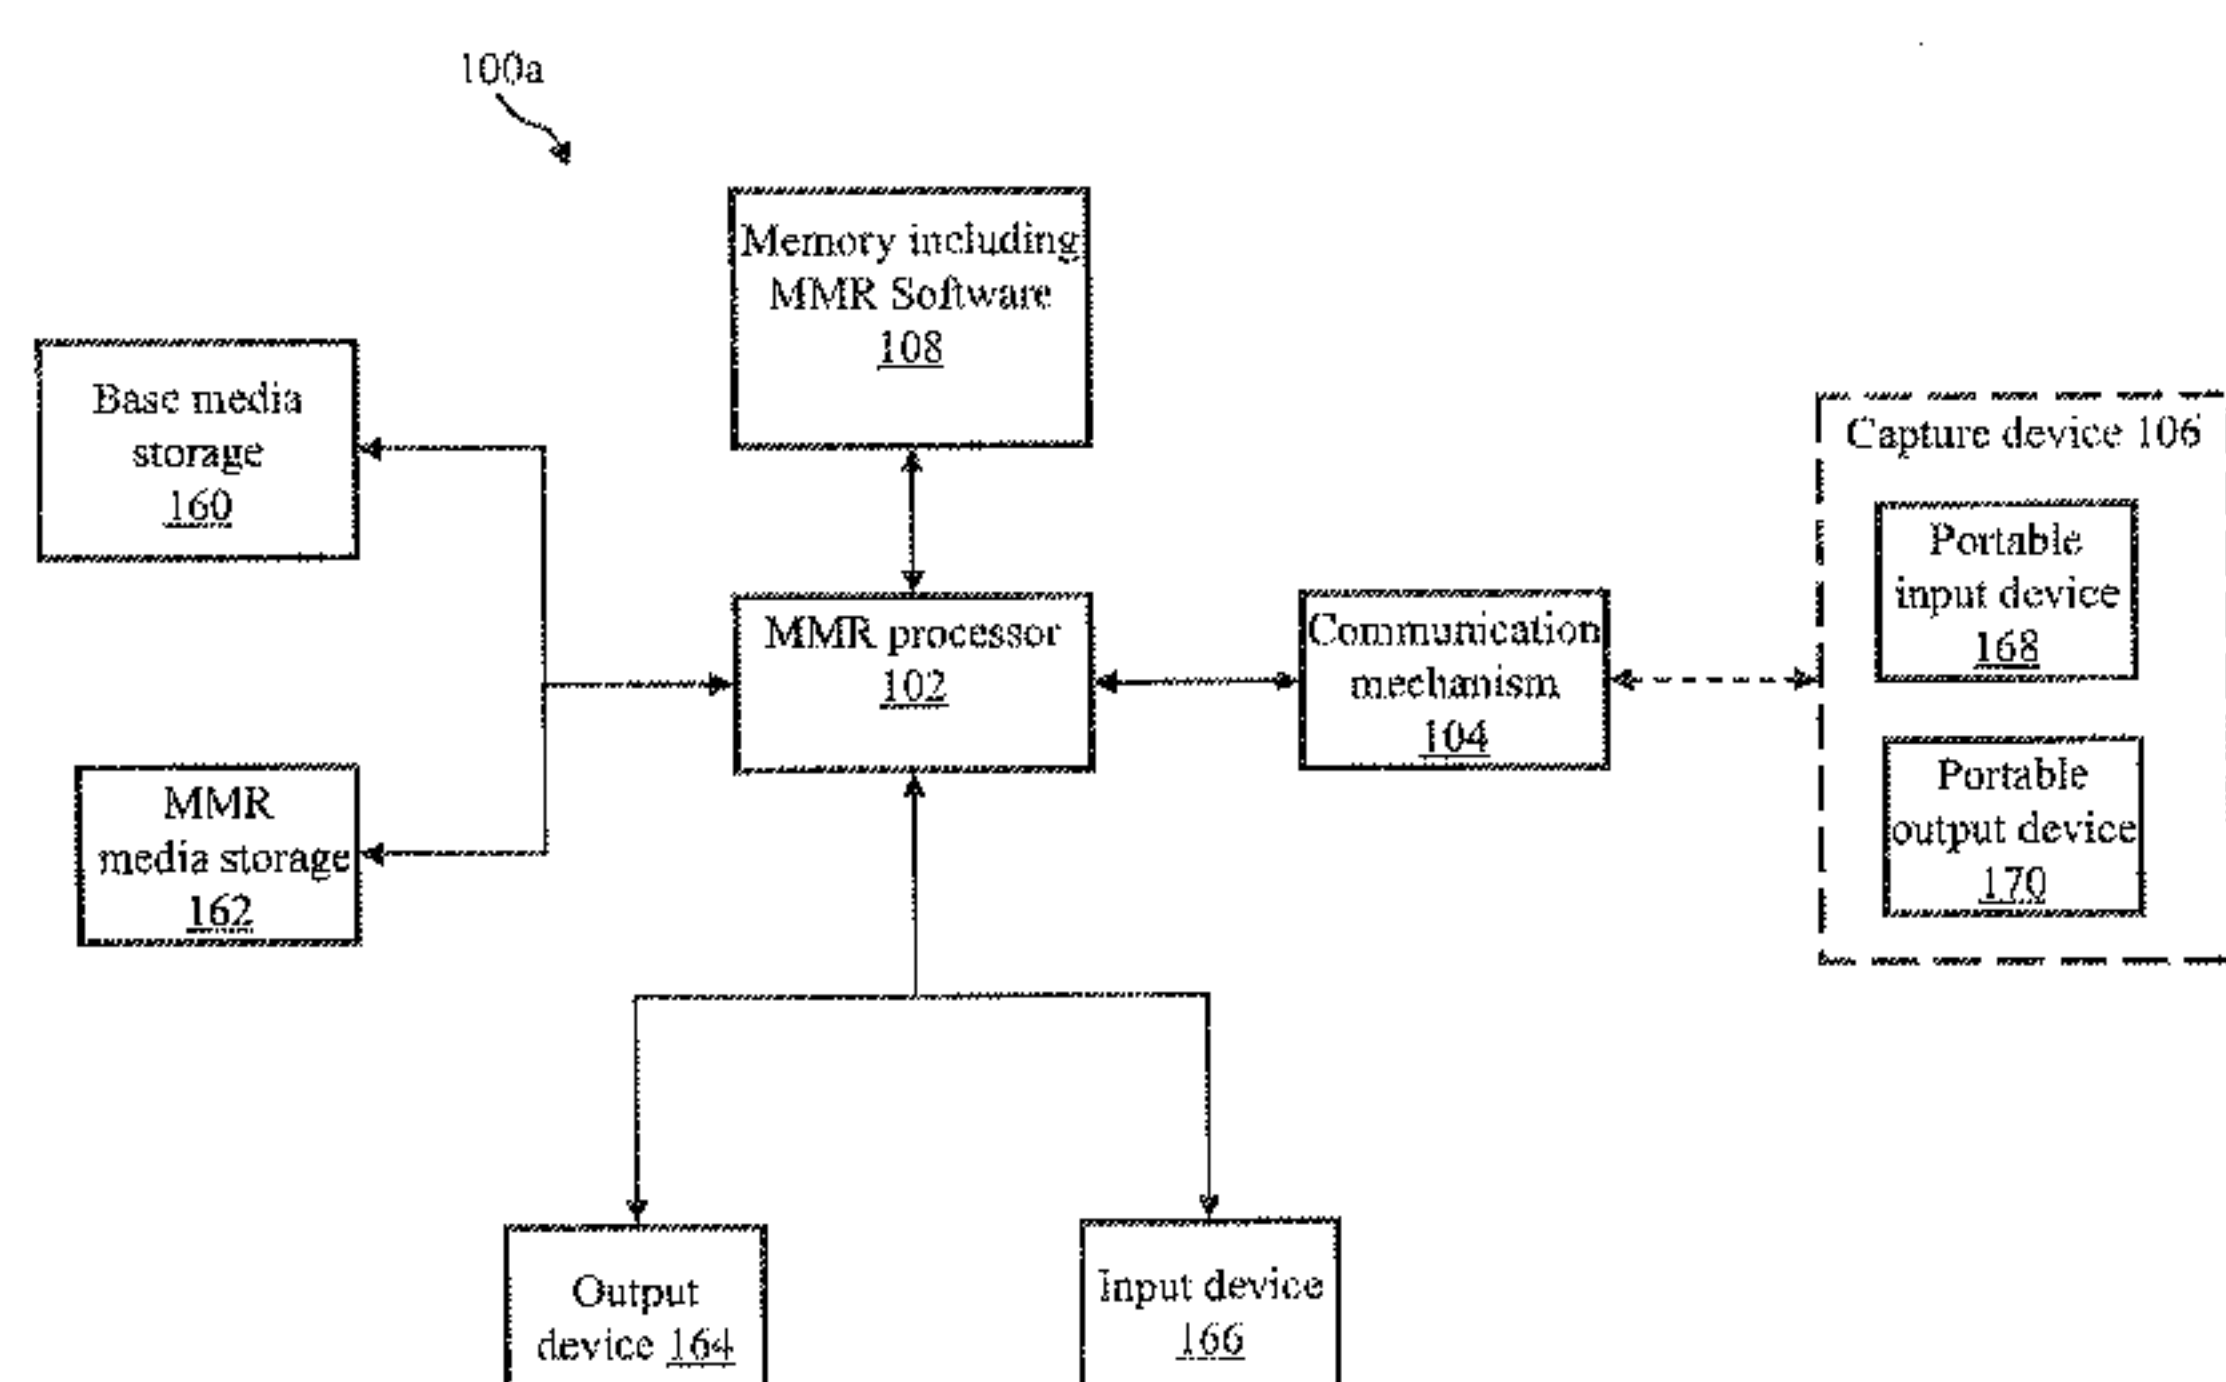 100a
Memory including
MMR Software
108
Base media
storage
160
Capture device 106
Portable
input device
168
MMR processor
102
Communication
mechanism
104
Portable
output device
170
MMR
media storage
162
Output
device 164
Input device
166